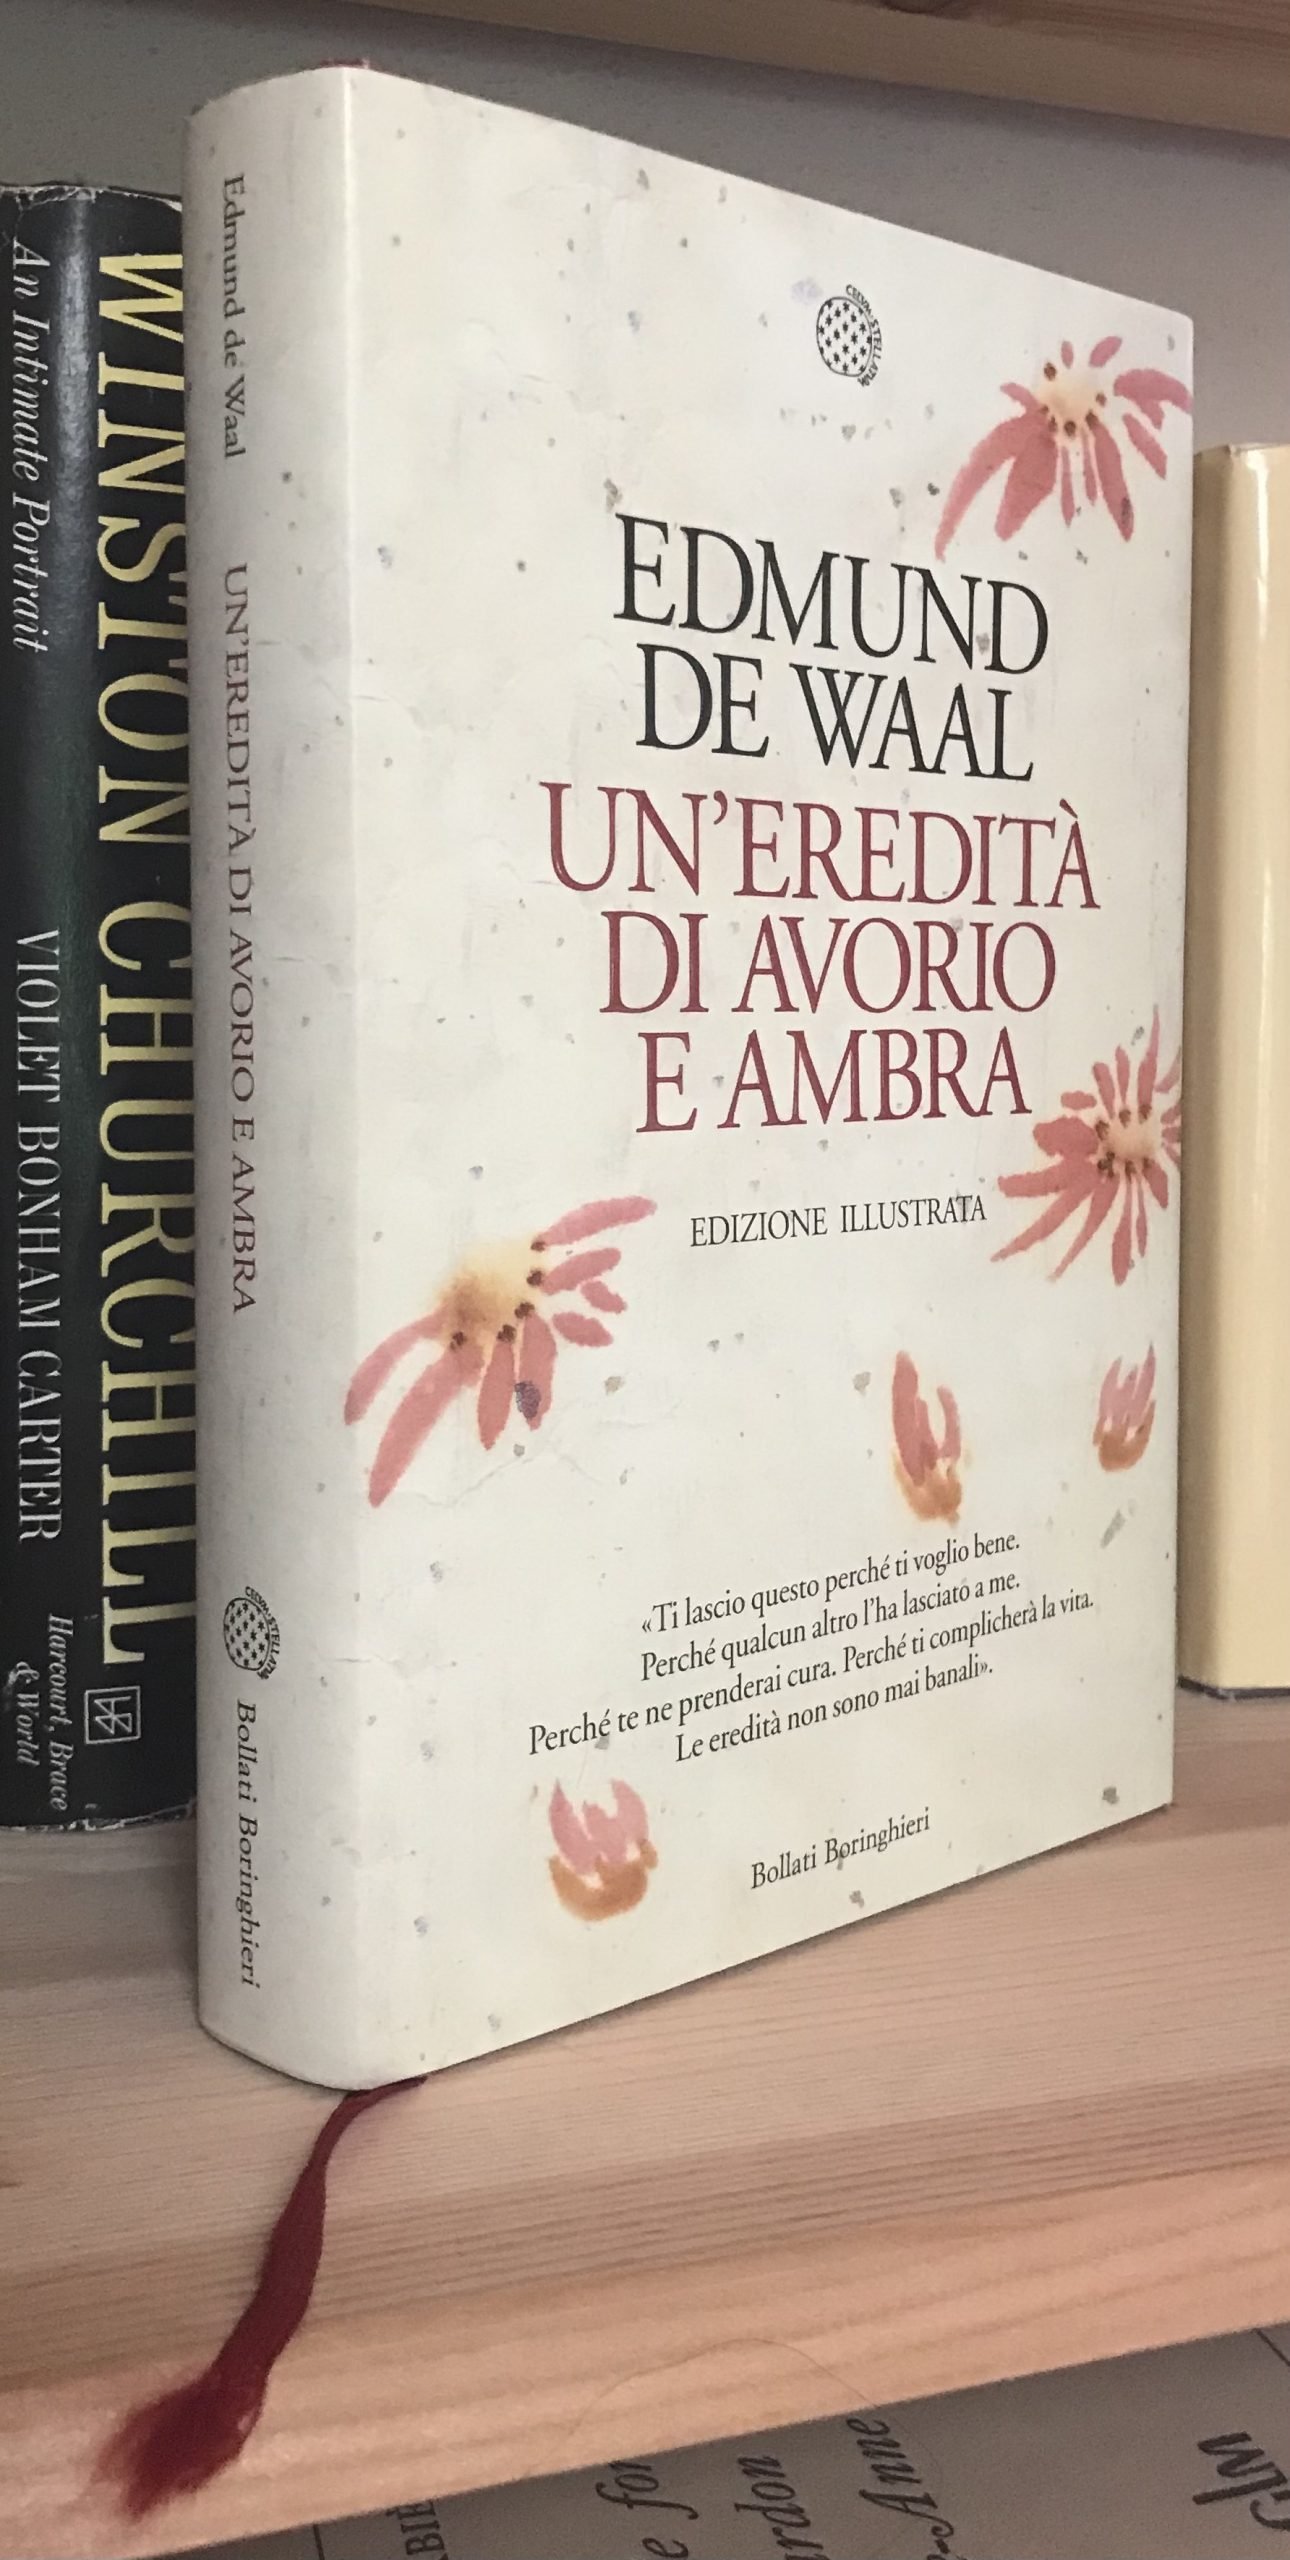 WINSTON CHURCHILL
An Intimate Portrait
VIOLET BONHAM CARTER
Harcourt, Brace
& World
Edmund de Waal
UN'EREDITÀ DI AVORIO E AMBRA
Bollati Boringhieri
EDMUND
DE WAAL
UN'EREDITÀ
DI AVORIO
E AMBRA
EDIZIONE ILLUSTRATA
«Ti lascio questo perché ti voglio bene.
Perché qualcun altro l'ha lasciato a me.
Perché te ne prenderai cura. Perché ti complicherà la vita.
Le eredità non sono mai banali».
Bollati Boringhieri